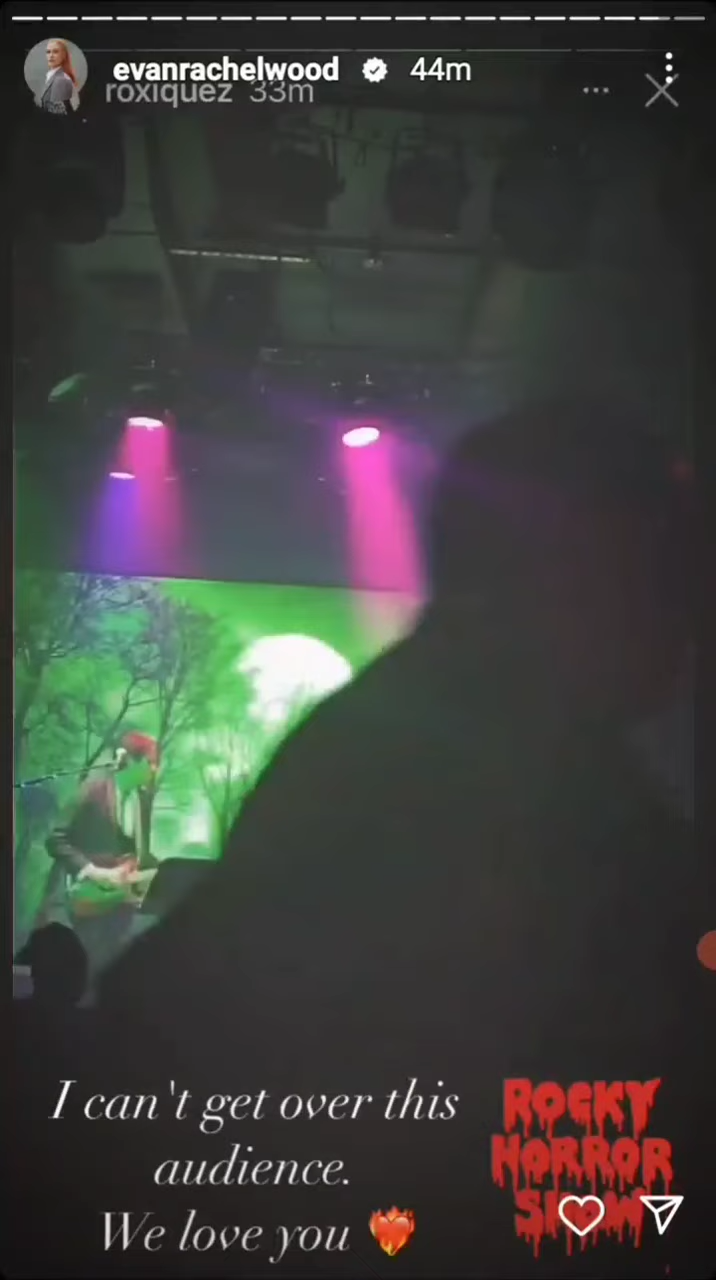 evanrachelwood 44m
roxiquez 33m
I can't get over this
audience.
We love you
ROCKY
HORROR
SHOW